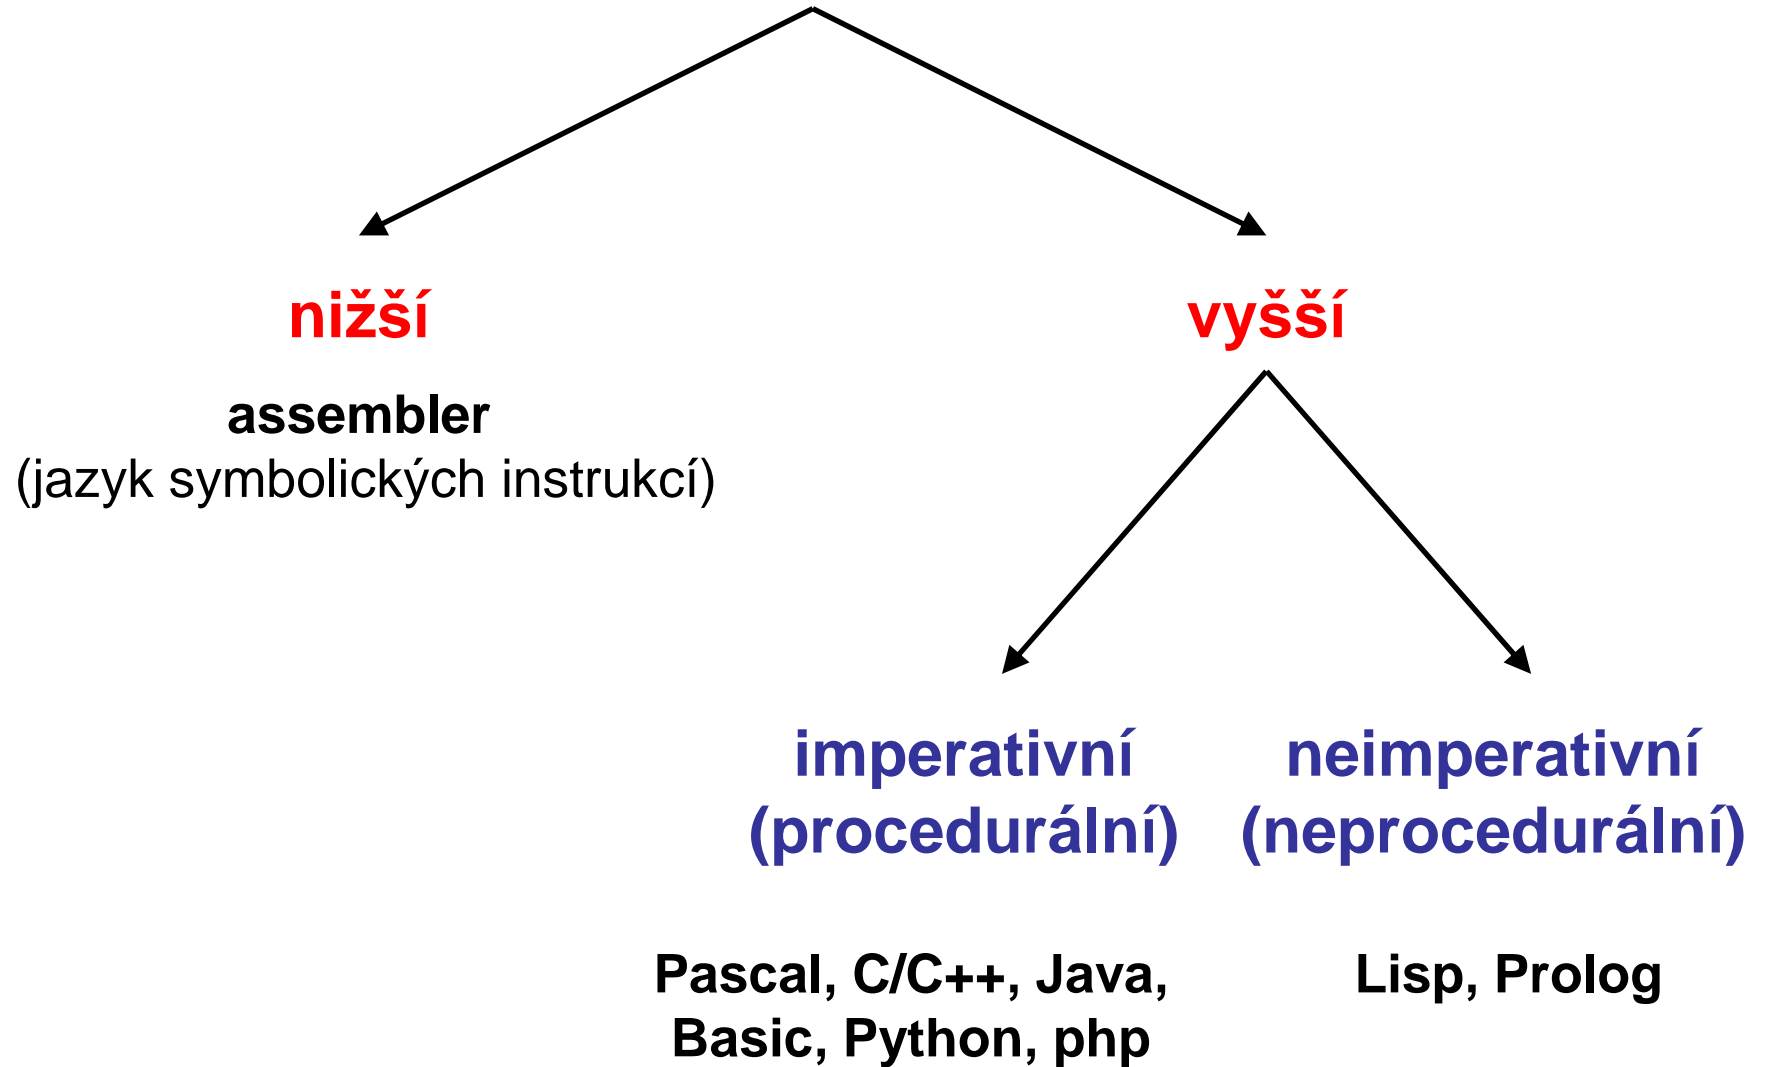 nižší
vyšší
assembler
(jazyk symbolických instrukcí)
imperativní
(procedurální)
neimperativní
(neprocedurální)
Pascal, C/C++, Java,
Basic, Python, php
Lisp, Prolog